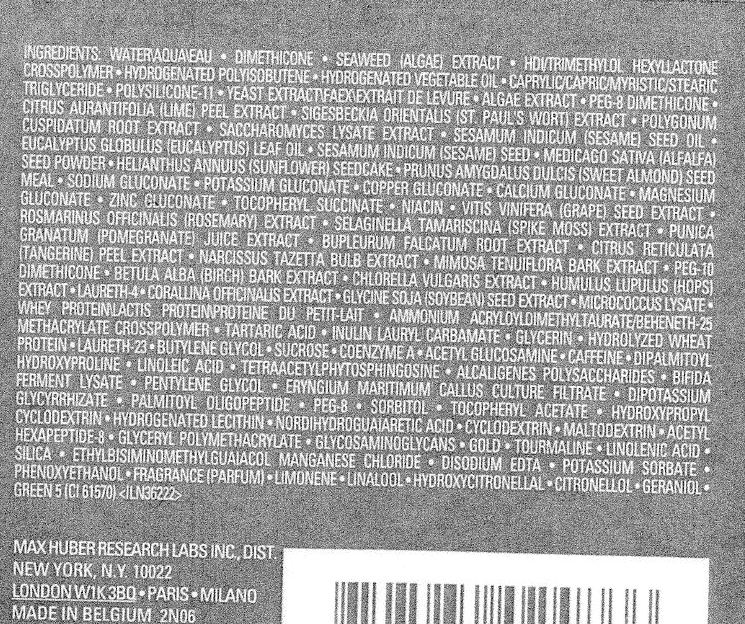 INGREDIENTS: WATER\AQUA\EAU • DIMETHICONE • SEAWEED (ALGAE) EXTRACT • HDI/TRIMETHYLOL HEXYLLACTONE
CROSSPOLYMER • HYDROGENATED POLYISOBUTENE • HYDROGENATED VEGETABLE OIL • CAPRYLIC/CAPRIC/MYRISTIC/STEARIC
TRIGLYCERIDE • POLYSILICONE-11 • YEAST EXTRACT\FAEX\EXTRAIT DE LEVURE • ALGAE EXTRACT • PEG-8 DIMETHICONE •
CITRUS AURANTIFOLIA (LIME) PEEL EXTRACT • SIGESBECKIA ORIENTALIS (ST. PAUL'S WORT) EXTRACT • POLYGONUM
CUSPIDATUM ROOT EXTRACT • SACCHAROMYCES LYSATE EXTRACT • SESAMUM INDICUM (SESAME) SEED OIL •
EUCALYPTUS GLOBULUS (EUCALYPTUS) LEAF OIL • SESAMUM INDICUM (SESAME) SEED • MEDICAGO SATIVA (ALFALFA)
SEED POWDER • HELIANTHUS ANNUUS (SUNFLOWER) SEEDCAKE • PRUNUS AMYGDALUS DULCIS (SWEET ALMOND) SEED
MEAL • SODIUM GLUCONATE • POTASSIUM GLUCONATE • COPPER GLUCONATE • CALCIUM GLUCONATE • MAGNESIUM
GLUCONATE • ZINC GLUCONATE • TOCOPHERYL SUCCINATE • NIACIN • VITIS VINIFERA (GRAPE) SEED EXTRACT •
ROSMARINUS OFFICINALIS (ROSEMARY) EXTRACT • SELAGINELLA TAMARISCINA (SPIKE MOSS) EXTRACT • PUNICA
GRANATUM (POMEGRANATE) JUICE EXTRACT • BUPLEURUM FALCATUM ROOT EXTRACT • CITRUS RETICULATA
(TANGERINE) PEEL EXTRACT • NARCISSUS TAZETTA BULB EXTRACT • MIMOSA TENUIFLORA BARK EXTRACT • PEG-10
DIMETHICONE • BETULA ALBA (BIRCH) BARK EXTRACT • CHLORELLA VULGARIS EXTRACT • HUMULUS LUPULUS (HOPS)
EXTRACT • LAURETH-4 • CORALLINA OFFICINALIS EXTRACT • GLYCINE SOJA (SOYBEAN) SEED EXTRACT • MICROCOCCUS LYSATE •
WHEY PROTEIN\LACTIS PROTEIN\PROTEINE DU PETIT-LAIT • AMMONIUM ACRYLOYLDIMETHYLTAURATE/BEHENETH-25
METHACRYLATE CROSSPOLYMER • TARTARIC ACID • INULIN LAURYL CARBAMATE • GLYCERIN • HYDROLYZED WHEAT
PROTEIN • LAURETH-23 • BUTYLENE GLYCOL • SUCROSE • COENZYME A • ACETYL GLUCOSAMINE • CAFFEINE • DIPALMITOYL
HYDROXYPROLINE • LINOLEIC ACID • TETRAACETYLPHYTOSPHINGOSINE • ALCALIGENES POLYSACCHARIDES • BIFIDA
FERMENT LYSATE • PENTYLENE GLYCOL • ERYNGIUM MARITIMUM CALLUS CULTURE FILTRATE • DIPOTASSIUM
GLYCYRRHIZATE • PALMITOYL OLIGOPEPTIDE • PEG-8 • SORBITOL • TOCOPHERYL ACETATE • HYDROXYPROPYL
CYCLODEXTRIN • HYDROGENATED LECITHIN • NORDIHYDROGUAIARETIC ACID • CYCLODEXTRIN • MALTODEXTRIN • ACETYL
HEXAPEPTIDE-8 • GLYCERYL POLYMETHACRYLATE • GLYCOSAMINOGLYCANS • GOLD • TOURMALINE • LINOLENIC ACID •
SILICA • ETHYLBISIMINOMETHYLGUAIACOL MANGANESE CHLORIDE • DISODIUM EDTA • POTASSIUM SORBATE •
PHENOXYETHANOL • FRAGRANCE (PARFUM) • LIMONENE • LINALOOL • HYDROXYCITRONELLAL • CITRONELLOL • GERANIOL •
GREEN 5 (CI 61570) <ILN36222>
MAX HUBER RESEARCH LABS INC., DIST.
NEW YORK, N.Y. 10022
LONDON W1K 3BQ • PARIS • MILANO
MADE IN BELGIUM 2N06